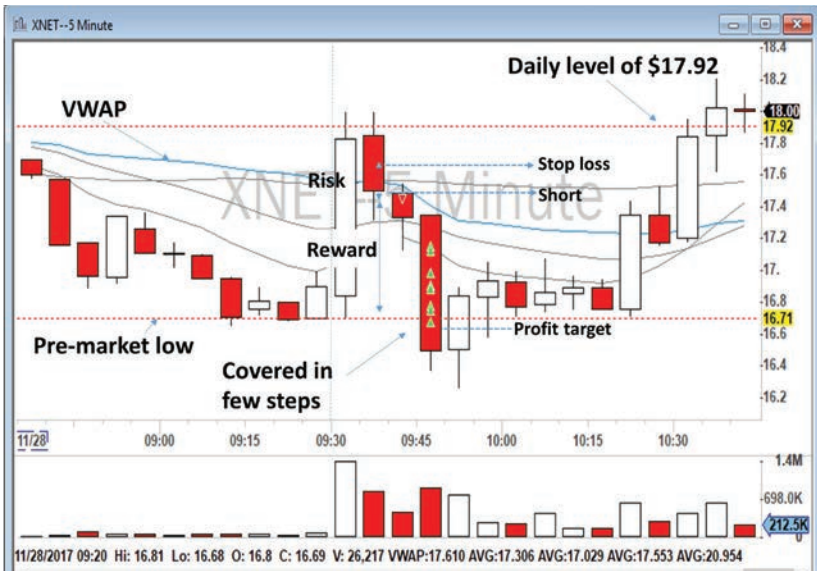 XNET--5 Minute
18.4
Daily level of $17.92
18.2
VWAP
18.00
17.92
17.8
Stop loss
Risk
17.6
XNET--5 Minute
Short
17.4
Reward
17.2
17.
16.8
16.71
Pre-market low
Profit target
16.6
Covered in
few steps
16.4
16.2
11/28
09:00
09:15
09:30
09:45
10:00
10:15
10:30
1.4M
698.0K
212.5K
0
11/28/2017 09:20 Hi: 16.81 Lo: 16.68 O: 16.8 C: 16.69 V: 26,217 VWAP:17.610 AVG:17.306 AVG:17.029 AVG:17.553 AVG:20.954